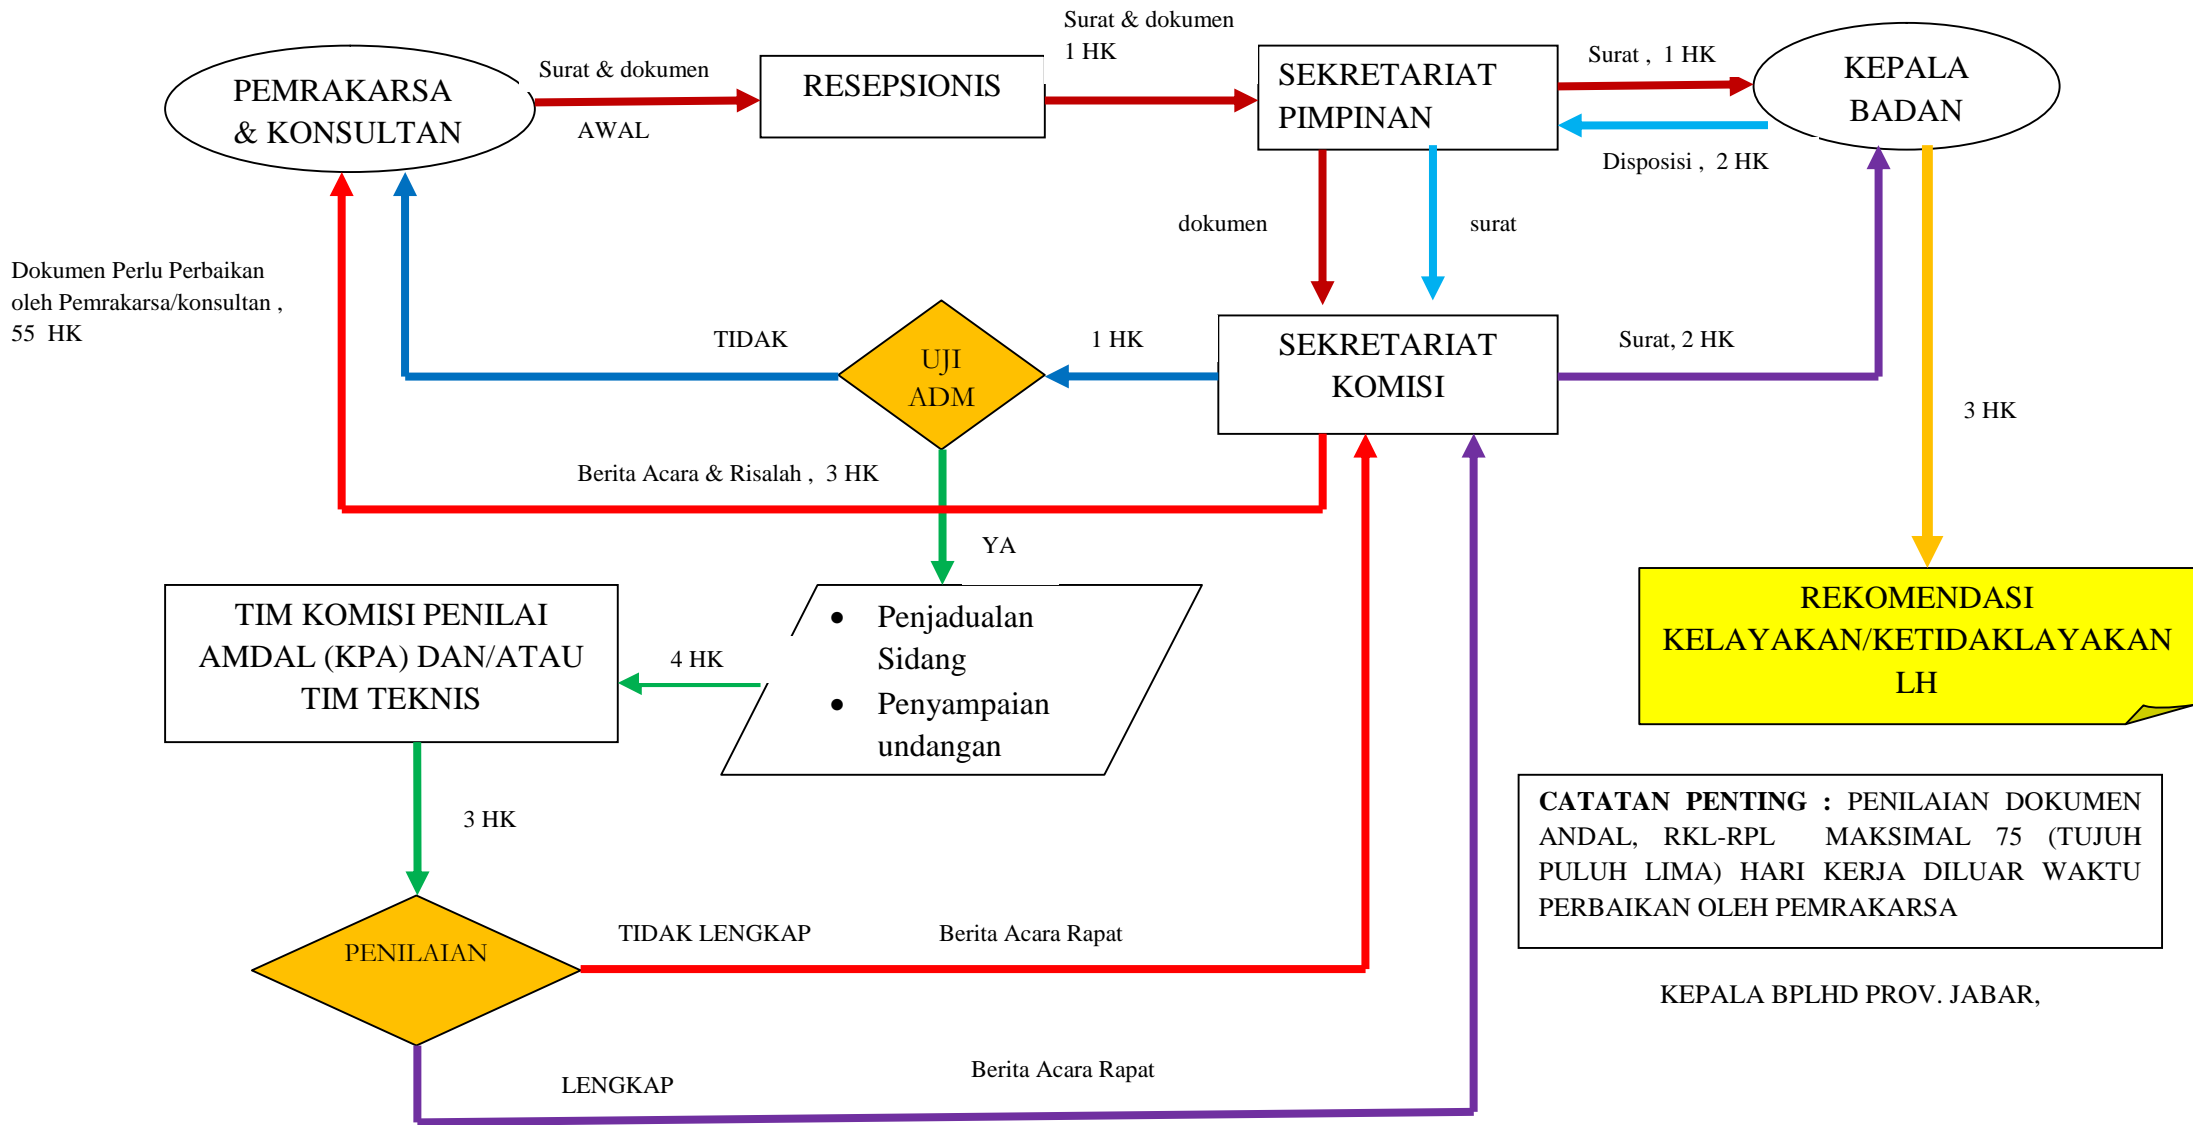 Surat & dokumen
1 HK
PEMRAKARSA
& KONSULTAN
Surat & dokumen
AWAL
RESEPSIONIS
SEKRETARIAT
PIMPINAN
Surat , 1 HK
KEPALA
BADAN
Disposisi , 2 HK
dokumen
surat
Dokumen Perlu Perbaikan
oleh Pemrakarsa/konsultan ,
55 HK
TIDAK
UJI
ADM
1 HK
SEKRETARIAT
KOMISI
Surat, 2 HK
3 HK
Berita Acara & Risalah , 3 HK
YA
TIM KOMISI PENILAI
AMDAL (KPA) DAN/ATAU
TIM TEKNIS
4 HK
• Penjadualan
Sidang
• Penyampaian
undangan
REKOMENDASI
KELAYAKAN/KETIDAKLAYAKAN
LH
3 HK
CATATAN PENTING : PENILAIAN DOKUMEN
ANDAL, RKL-RPL MAKSIMAL 75 (TUJUH
PULUH LIMA) HARI KERJA DILUAR WAKTU
PERBAIKAN OLEH PEMRAKARSA
PENILAIAN
TIDAK LENGKAP
Berita Acara Rapat
KEPALA BPLHD PROV. JABAR,
LENGKAP
Berita Acara Rapat